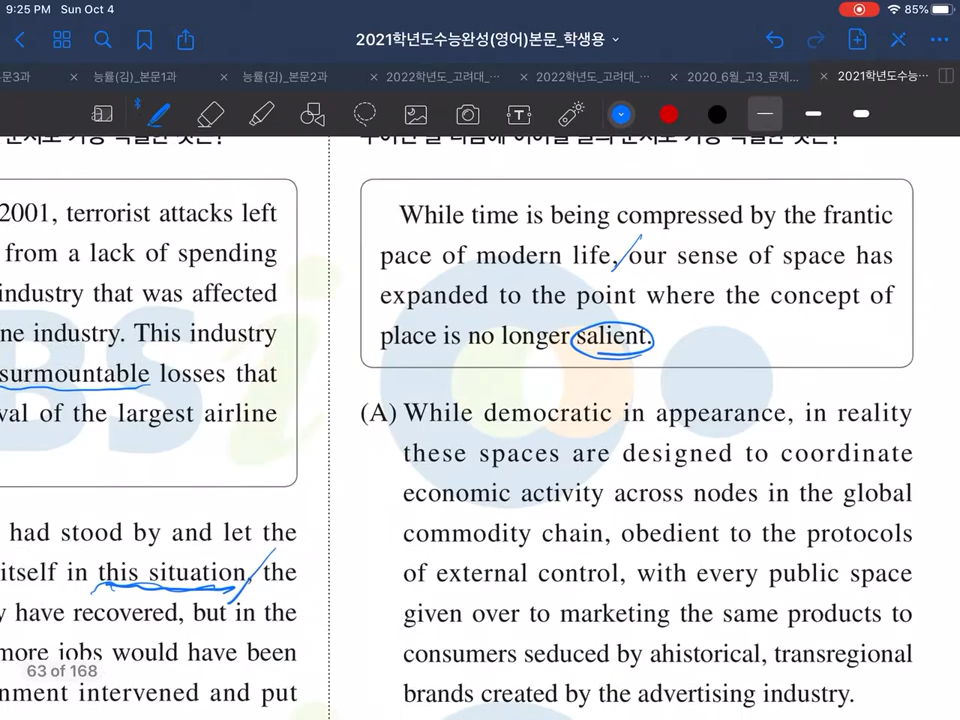 9:25 PM Sun Oct 4
85%
2021학년도수능완성(영어)본문_학생용
문3과
능률(김)_본문1과
능률(김)_본문2과
2022학년도_고려대_···
2022학년도_고려대_···
2020_6월_고3_문제...
2021학년도수능···
2001, terrorist attacks left
from a lack of spending
industry that was affected
ne industry. This industry
surmountable losses that
val of the largest airline
had stood by and let the
itself in this situation, the
y have recovered, but in the
more jobs would have been
63 of 168
nment intervened and put
While time is being compressed by the frantic
pace of modern life, our sense of space has
expanded to the point where the concept of
place is no longer salient.
(A) While democratic in appearance, in reality
these spaces are designed to coordinate
economic activity across nodes in the global
commodity chain, obedient to the protocols
of external control, with every public space
given over to marketing the same products to
consumers seduced by ahistorical, transregional
brands created by the advertising industry.